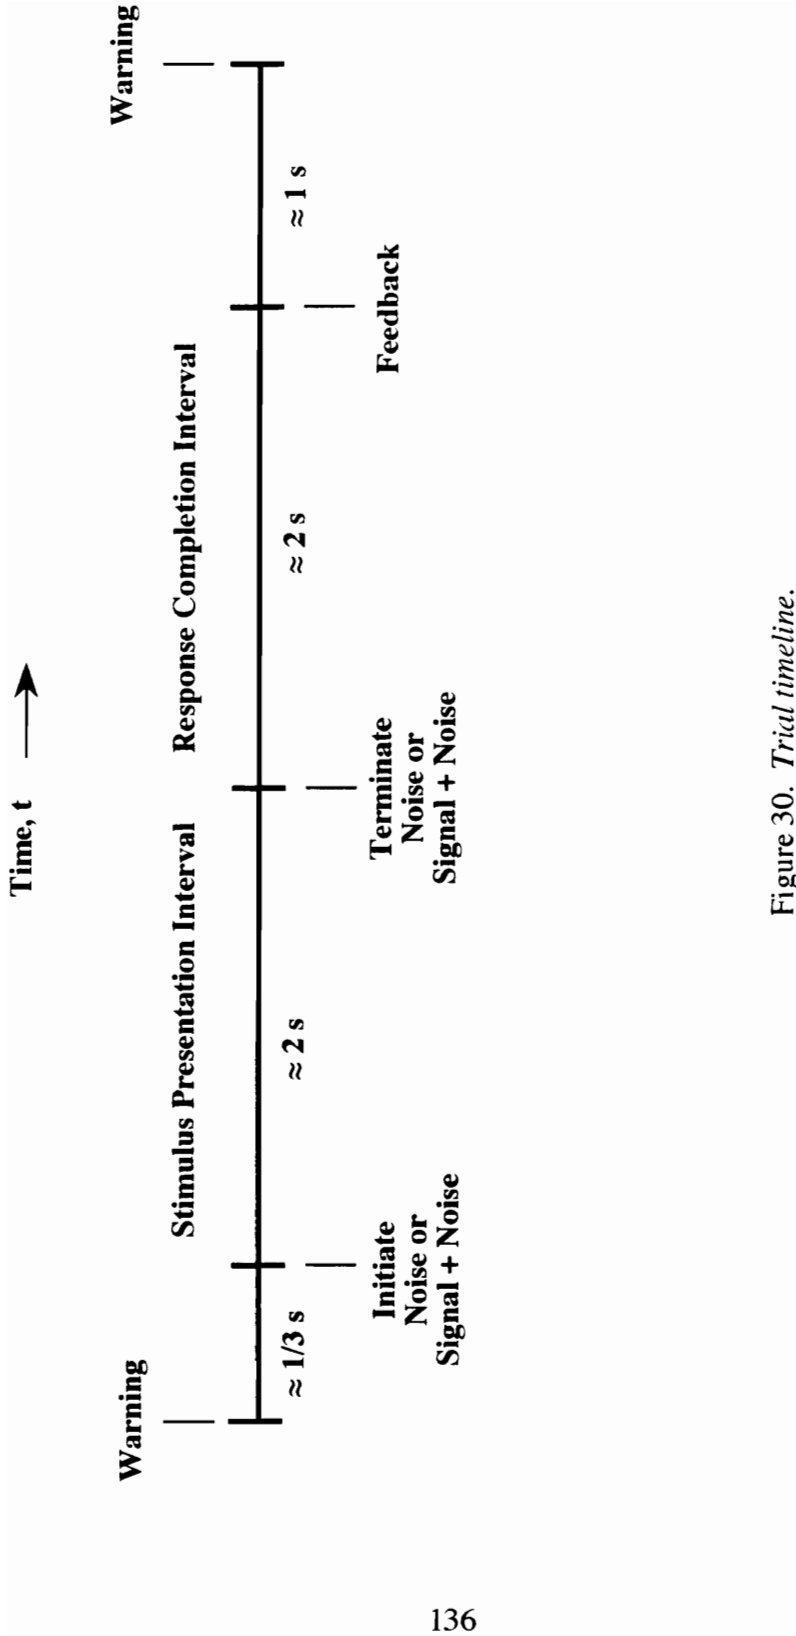 Time, t
Warning
Warning
Stimulus Presentation Interval
Response Completion Interval
≈ 1/3 s
≈ 2 s
≈ 2 s
≈ 1 s
Initiate
Noise or
Signal + Noise
Terminate
Noise or
Signal + Noise
Feedback
Figure 30. Trial timeline.
136